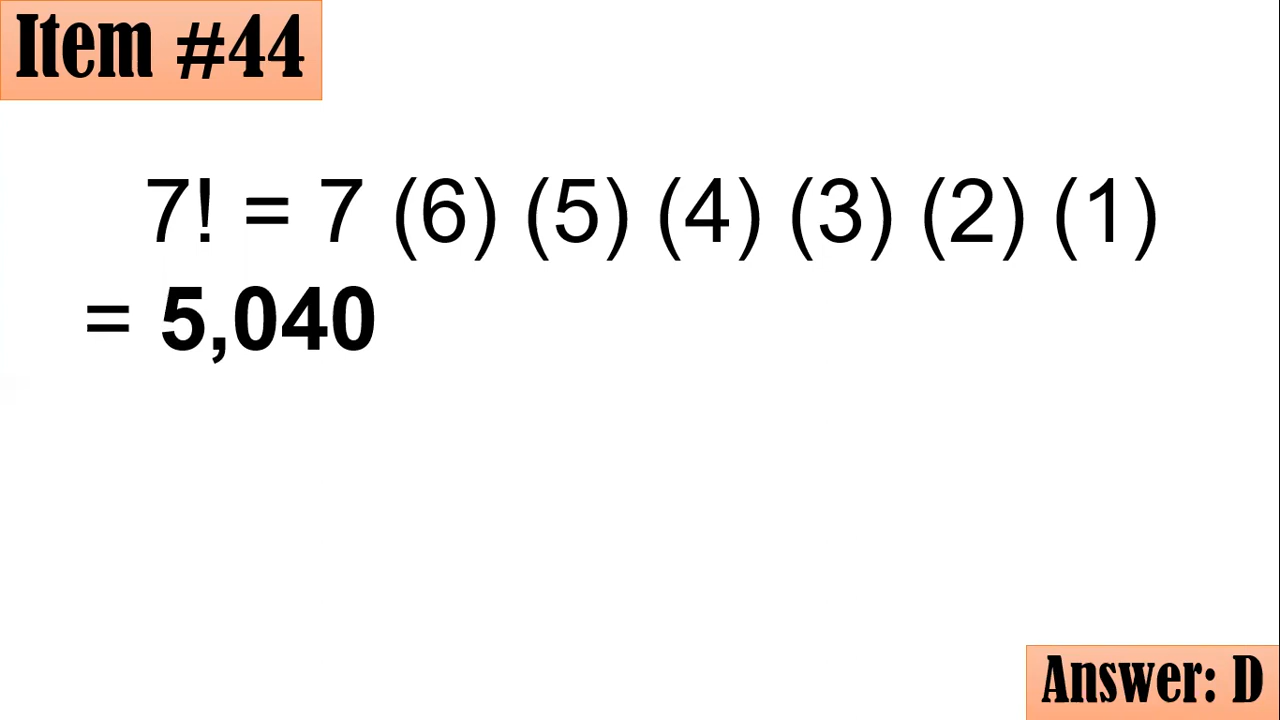 Item #44
7! = 7 (6) (5) (4) (3) (2) (1)
= 5,040
Answer: D